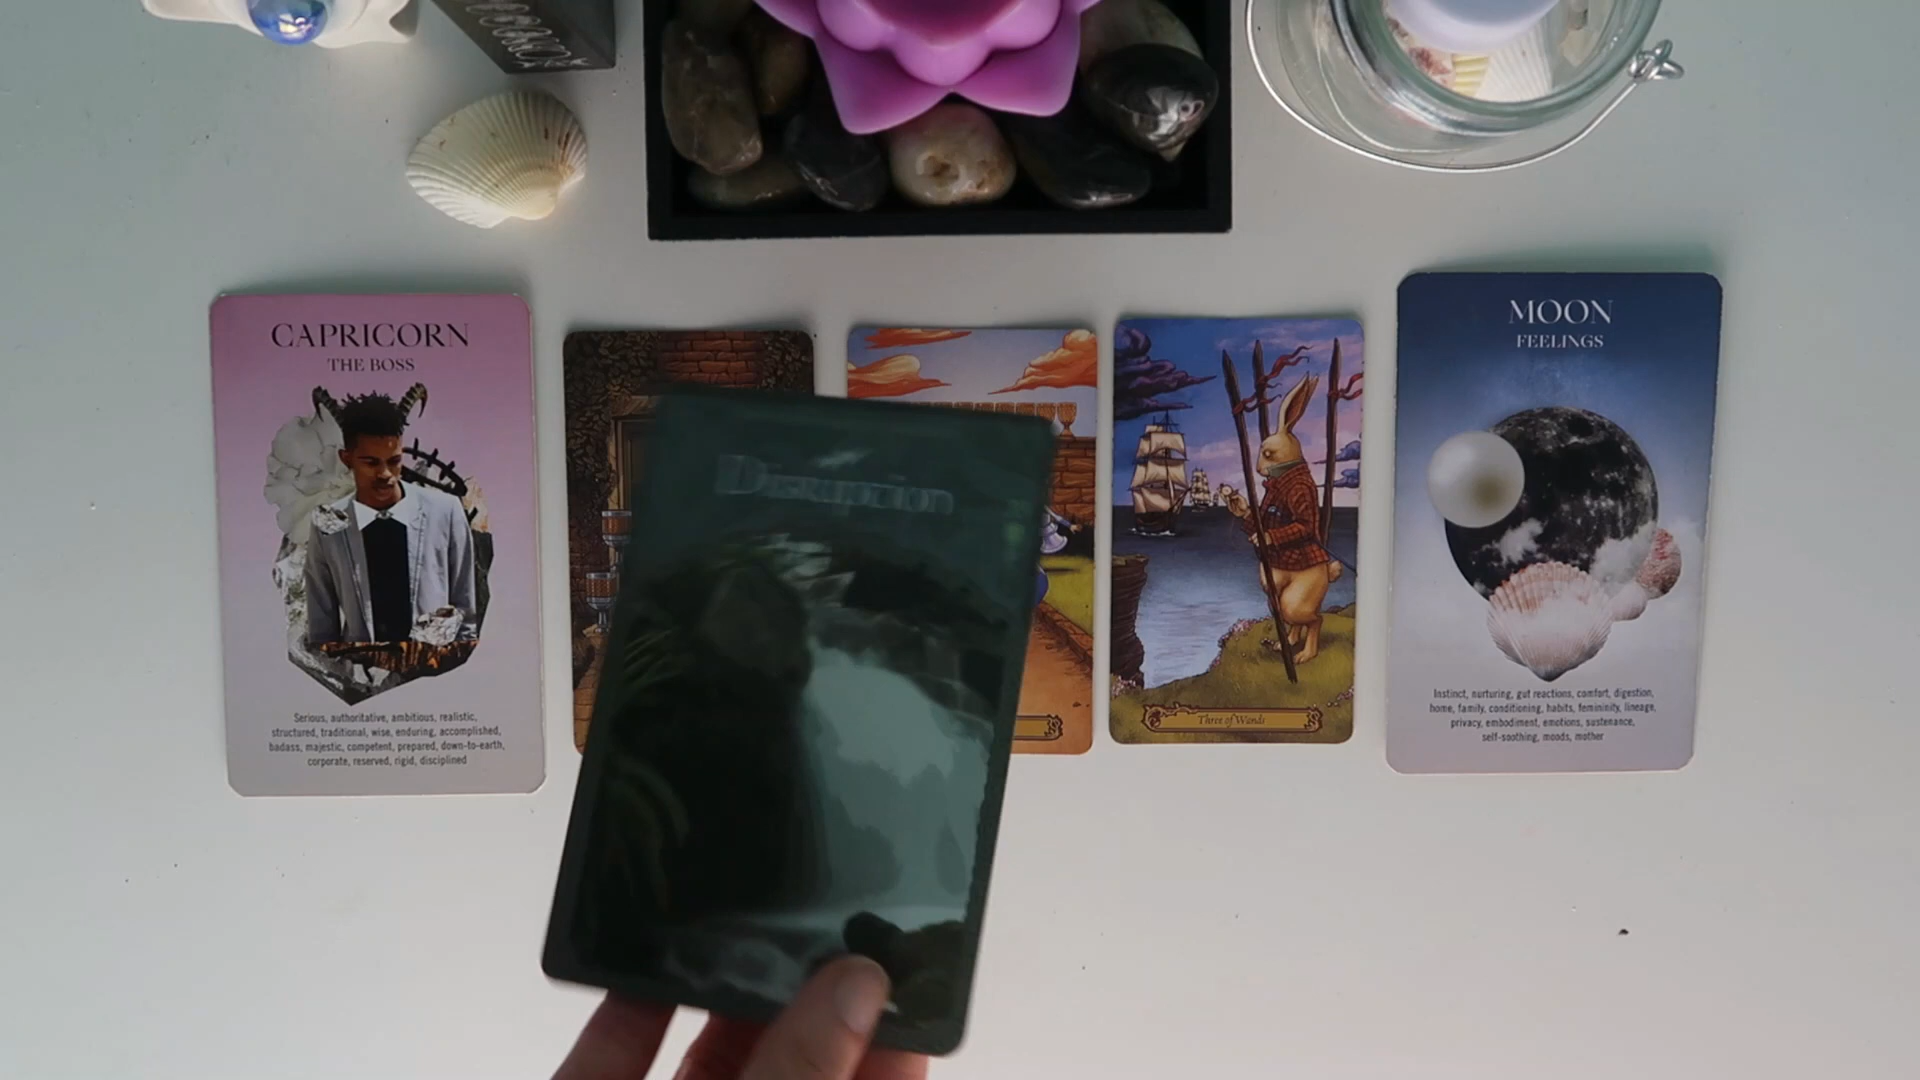 CAPRICORN
THE BOSS
Serious, authoritative, ambitious, realistic,
structured, traditional, wise, enduring, accomplished,
badass, majestic, competent, prepared, down-to-earth,
corporate, reserved, rigid, disciplined
Disruption
Three of Wands
MOON
FEELINGS
Instinct, nurturing, gut reactions, comfort, digestion,
home, family, conditioning, habits, femininity, lineage,
privacy, embodiment, emotions, sustenance,
self-soothing, moods, mother